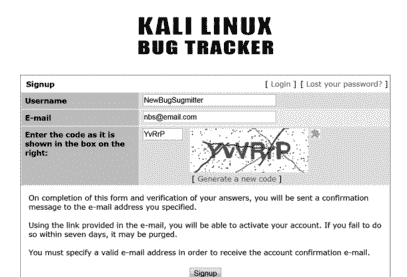 KALI LINUX
BUG TRACKER
Signup [ Login ] [ Lost your password? ]
Username NewBugSugmitter
E-mail nbs@email.com
Enter the code as it is shown in the box on the right: YvRrP YvVRrP
[ Generate a new code ]
On completion of this form and verification of your answers, you will be sent a confirmation
message to the e-mail address you specified.
Using the link provided in the e-mail, you will be able to activate your account. If you fail to do
so within seven days, it may be purged.
You must specify a valid e-mail address in order to receive the account confirmation e-mail.
Signup